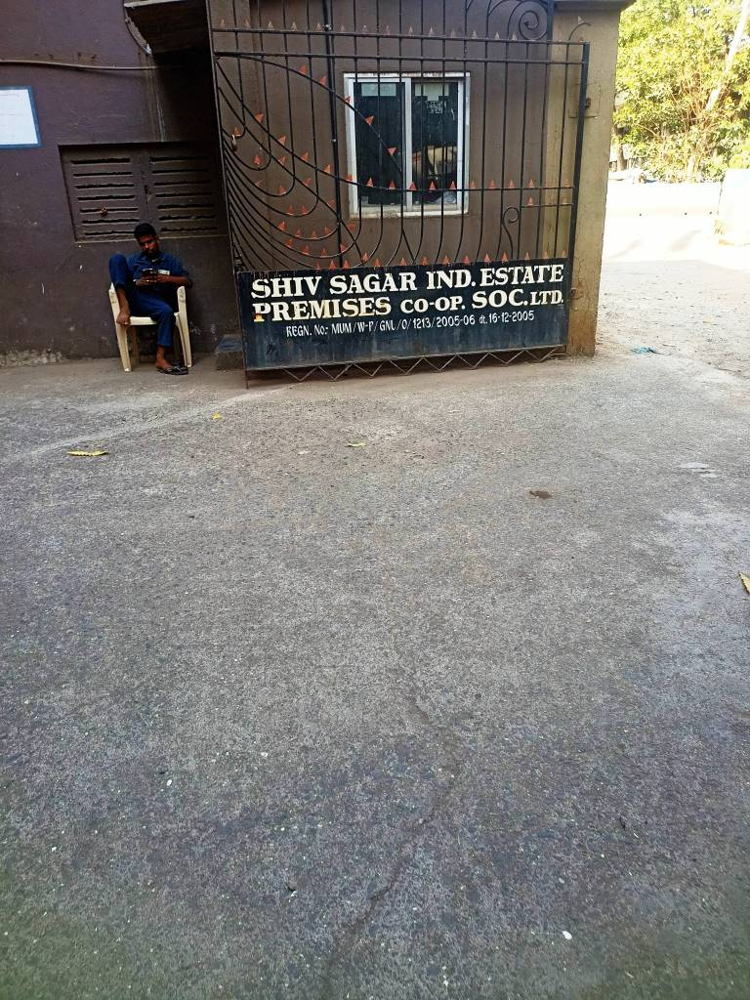 SHIV SAGAR IND. ESTATE
PREMISES CO-OP. SOC. LTD.
REGN. No.: MUM/W-P/GNL/O/1213/2005-06 dt. 16-12-2005